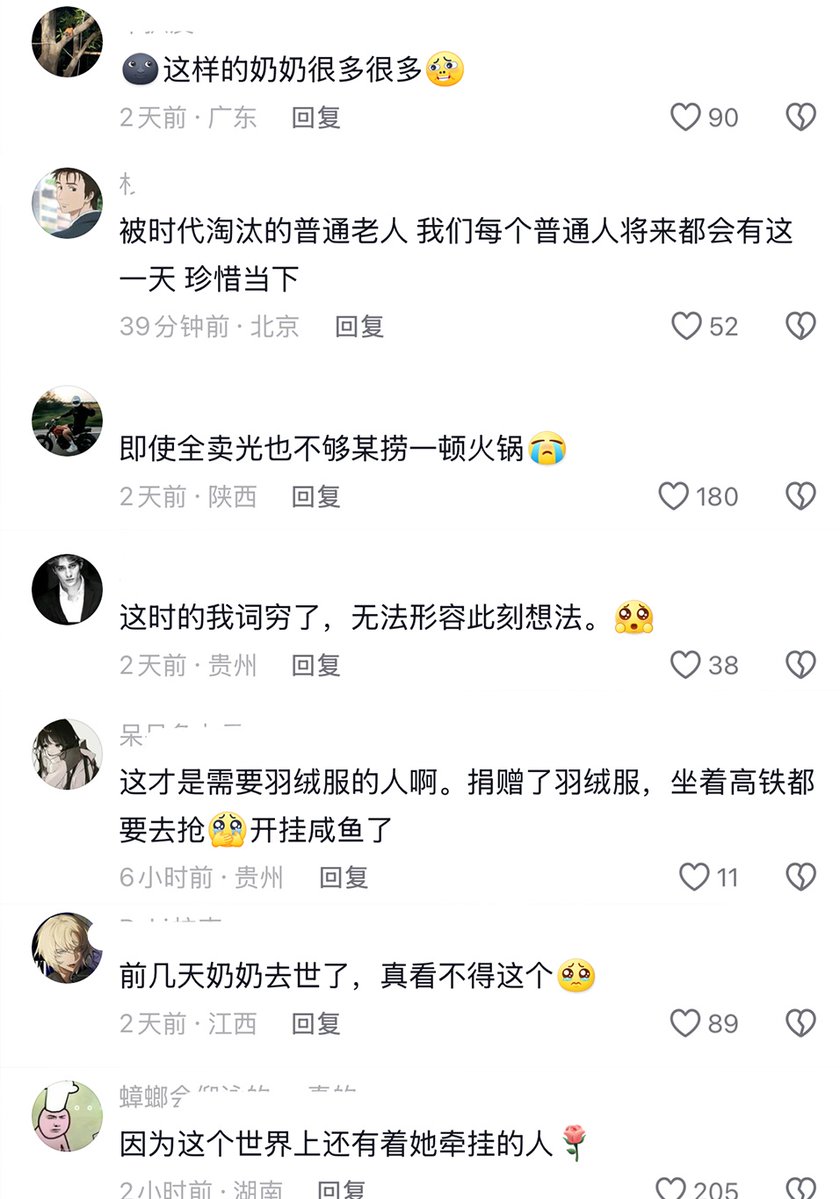 🌚这样的奶奶很多很多🫤
2天前·广东 回复 90
被时代淘汰的普通老人 我们每个普通人将来都会有这
一天 珍惜当下
39分钟前·北京 回复 52
即使全卖光也不够某捞一顿火锅😭
2天前·陕西 回复 180
这时的我词穷了，无法形容此刻想法。
2天前·贵州 回复 38
这才是需要羽绒服的人啊。捐赠了羽绒服，坐着高铁都
要去抢🥹开挂咸鱼了
6小时前·贵州 回复 11
前几天奶奶去世了，真看不得这个🥺
2天前·江西 回复 89
蟑螂
因为这个世界上还有着她牵挂的人🌹
2小时前·湖南 回复 205